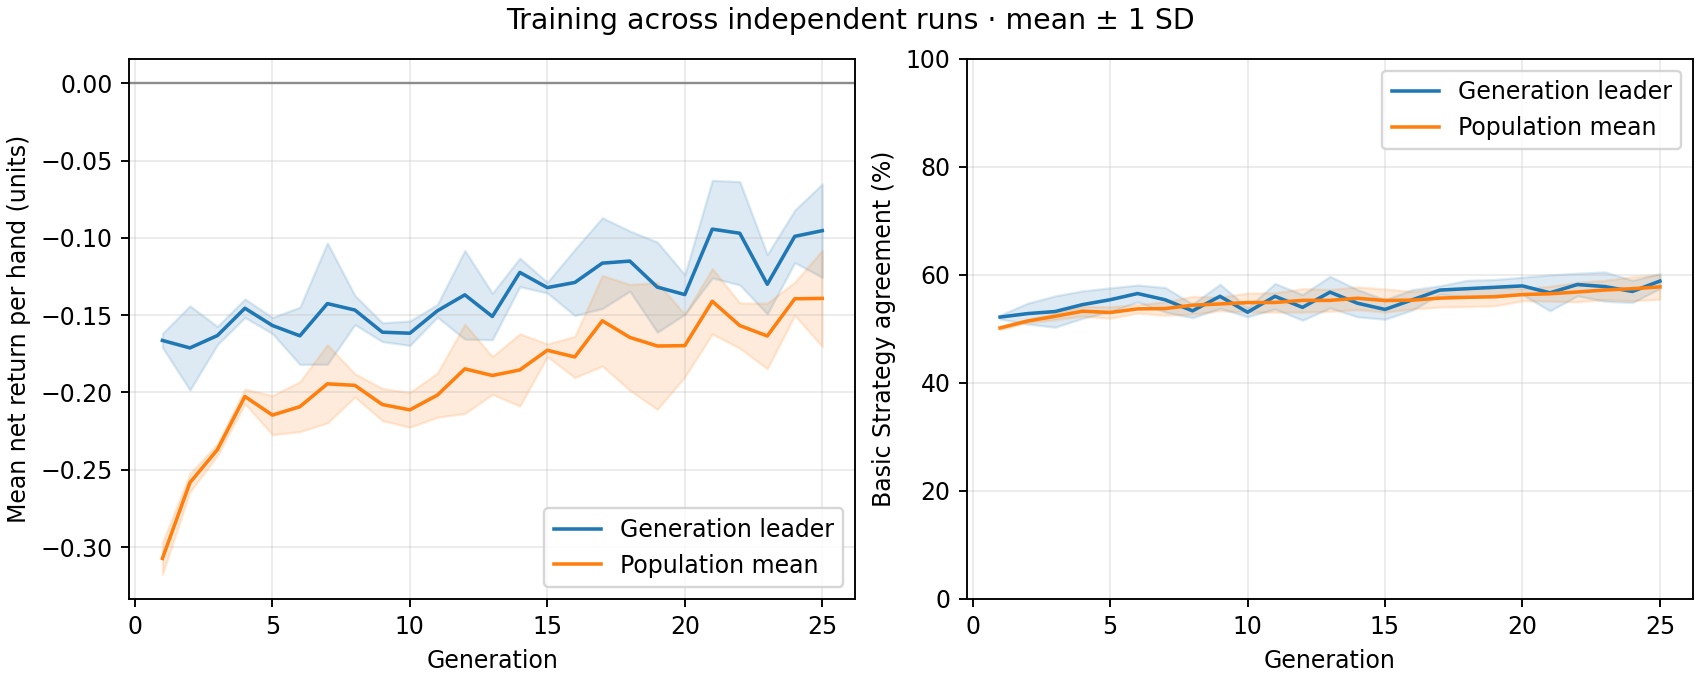 Training across independent runs · mean ± 1 SD
Mean net return per hand (units)
0.00
−0.05
−0.10
−0.15
−0.20
−0.25
−0.30
0
5
10
15
20
25
Generation
Generation leader
Population mean
Basic Strategy agreement (%)
100
80
60
40
20
0
0
5
10
15
20
25
Generation
Generation leader
Population mean